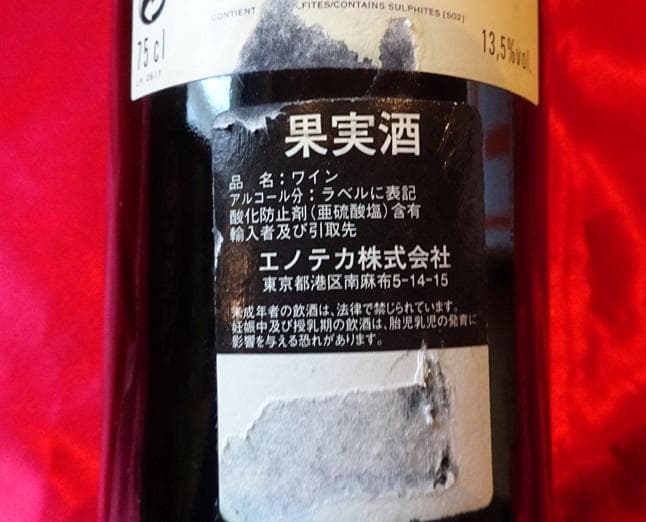 CONTIENT LFITES/CONTAINS SULPHITES [SO2]
75 cl
13,5%vol.
果実酒
品 名：ワイン
アルコール分：ラベルに表記
酸化防止剤（亜硫酸塩）含有
輸入者及び引取先
エノテカ株式会社
東京都港区南麻布5-14-15
未成年者の飲酒は、法律で禁じられています。
妊娠中及び授乳期の飲酒は、胎児乳児の発育に
影響を与える恐れがあります。